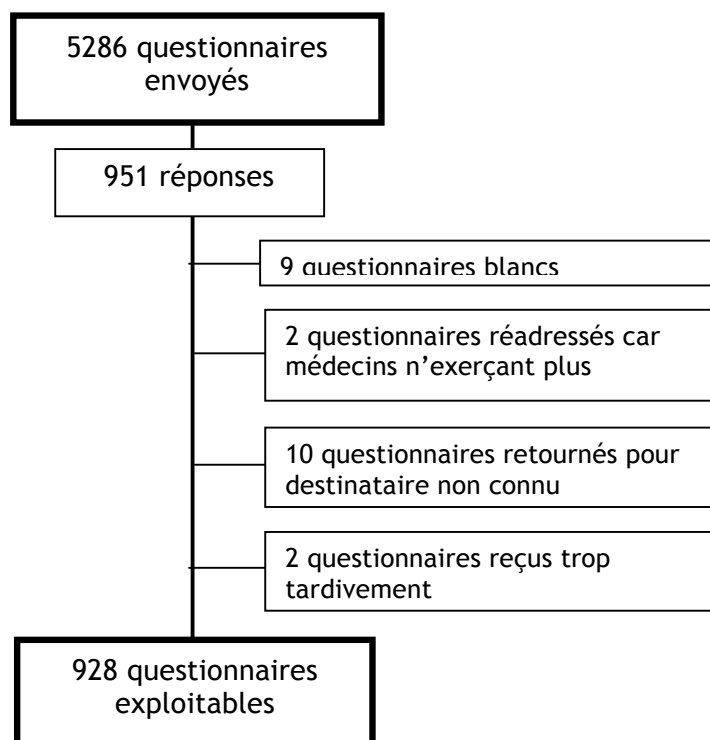 5286 questionnaires
envoyés
951 réponses
9 questionnaires blancs
2 questionnaires réadressés car
médecins n'exerçant plus
10 questionnaires retournés pour
destinataire non connu
2 questionnaires reçus trop
tardivement
928 questionnaires
exploitables